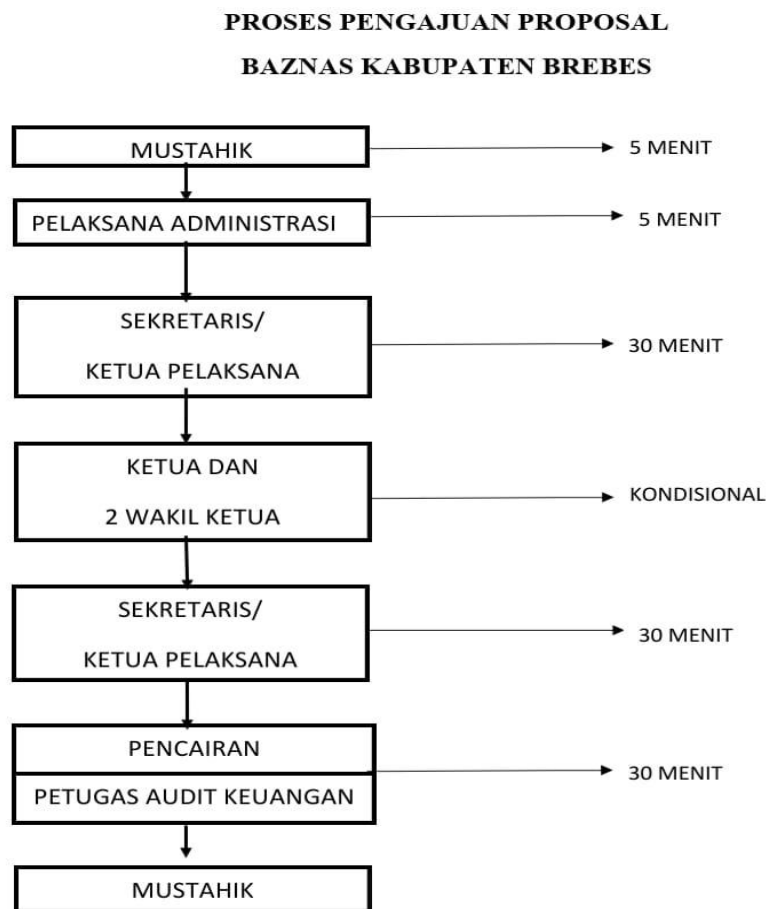 PROSES PENGAJUAN PROPOSAL
BAZNAS KABUPATEN BREBES
MUSTAHIK
5 MENIT
PELAKSANA ADMINISTRASI
5 MENIT
SEKRETARIS/
KETUA PELAKSANA
30 MENIT
KETUA DAN
2 WAKIL KETUA
KONDISIONAL
SEKRETARIS/
KETUA PELAKSANA
30 MENIT
PENCAIRAN
PETUGAS AUDIT KEUANGAN
30 MENIT
MUSTAHIK